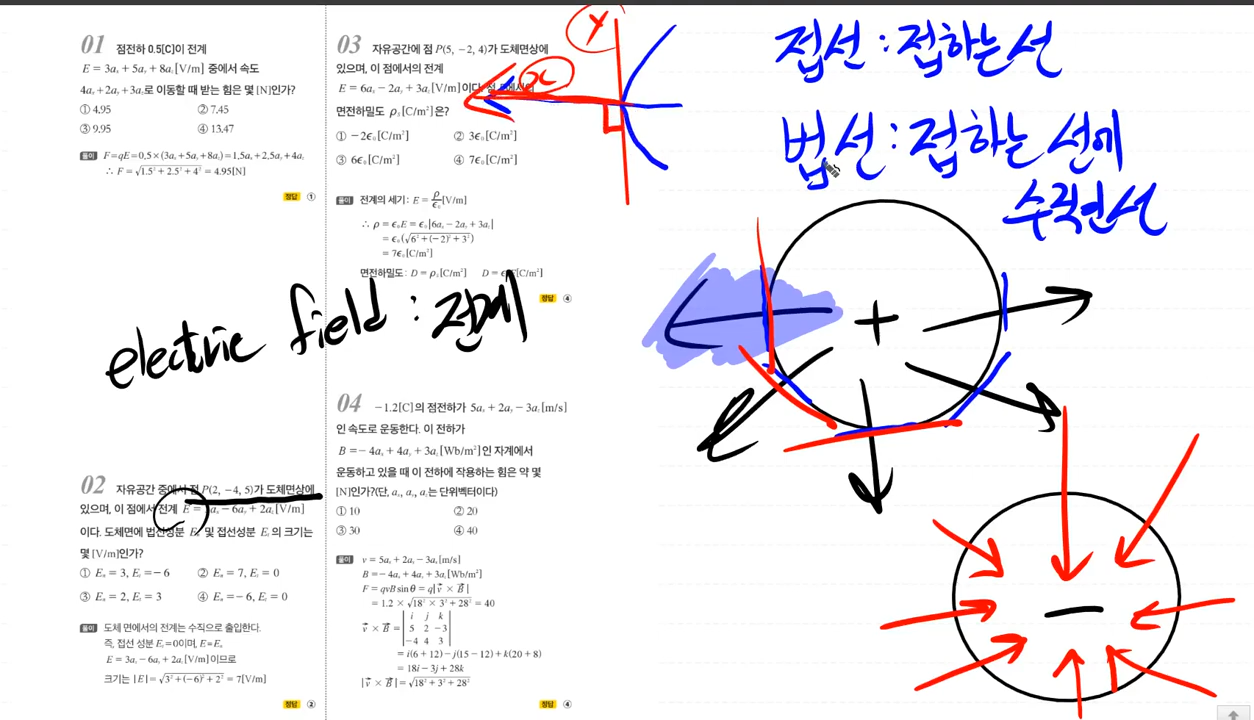 01 점전하 0.5[C]이 전계
E=3aₓ+5aᵧ+8a_z[V/m] 중에서 속도
4aₓ+2aᵧ+3a_z로 이동할 때 받는 힘은 몇 [N]인가?
① 4.95 ② 7.45
③ 9.95 ④ 13.47
풀이 F=qE=0.5×(3aₓ+5aᵧ+8a_z)=1.5aₓ+2.5aᵧ+4a_z
∴ F=√1.5²+2.5²+4²=4.95[N]
정답 ①
02 자유공간 중에서 점 P(2, -4, 5)가 도체면상에
있으며, 이 점에서 전계 E= aₓ-6aᵧ+2a_z[V/m]
이다. 도체면에 법선성분 Eₙ 및 접선성분 Eₜ의 크기는
몇 [V/m]인가?
① Eₙ=3, Eₜ=-6 ② Eₙ=7, Eₜ=0
③ Eₙ=2, Eₜ=3 ④ Eₙ=-6, Eₜ=0
풀이 도체 면에서의 전계는 수직으로 출입한다.
즉, 접선 성분 Eₜ=0이며, E=Eₙ
E=3aₓ-6aᵧ+2a_z[V/m]이므로
크기는 |E|=√3²+(-6)²+2²=7[V/m]
정답 ②
03 자유공간에 점 P(5, -2, 4)가 도체면상에
있으며, 이 점에서의 전계
E=6aₓ-2aᵧ+3a_z[V/m]이다.
면전하밀도 ρₛ[C/m²]은?
① -2ϵ₀[C/m²] ② 3ϵ₀[C/m²]
③ 6ϵ₀[C/m²] ④ 7ϵ₀[C/m²]
풀이 전계의 세기: E=ρ/ϵ₀[V/m]
∴ ρ=ϵ₀E=ϵ₀|6aₓ-2aᵧ+3a_z|
=ϵ₀(√6²+(-2)²+3²)
=7ϵ₀[C/m²]
면전하밀도: D=ρₛ[C/m²] D=ϵ [C/m²]
정답 ④
04 -1.2[C]의 점전하가 5aₓ+2aᵧ-3a_z[m/s]
인 속도로 운동한다. 이 전하가
B=-4aₓ+4aᵧ+3a_z[Wb/m²]인 자계에서
운동하고 있을 때 이 전하에 작용하는 힘은 약 몇
[N]인가?(단, aₓ, aᵧ, a_z는 단위벡터이다)
① 10 ② 20
③ 30 ④ 40
풀이 v=5aₓ+2aᵧ-3a_z[m/s]
B=-4aₓ+4aᵧ+3a_z[Wb/m²]
F=qvB sin θ=q|v⃗×B⃗|
=1.2×√18²×3²+28²=40
v⃗×B⃗=
i j k
5 2 -3
-4 4 3
=i(6+12)-j(15-12)+k(20+8)
=18i-3j+28k
|v⃗×B⃗|=√18²+3²+28²
정답 ④
electric field : 전계
Y
x
접선 : 접하는 선
법선 : 접하는 선에
수직인 선
+
−